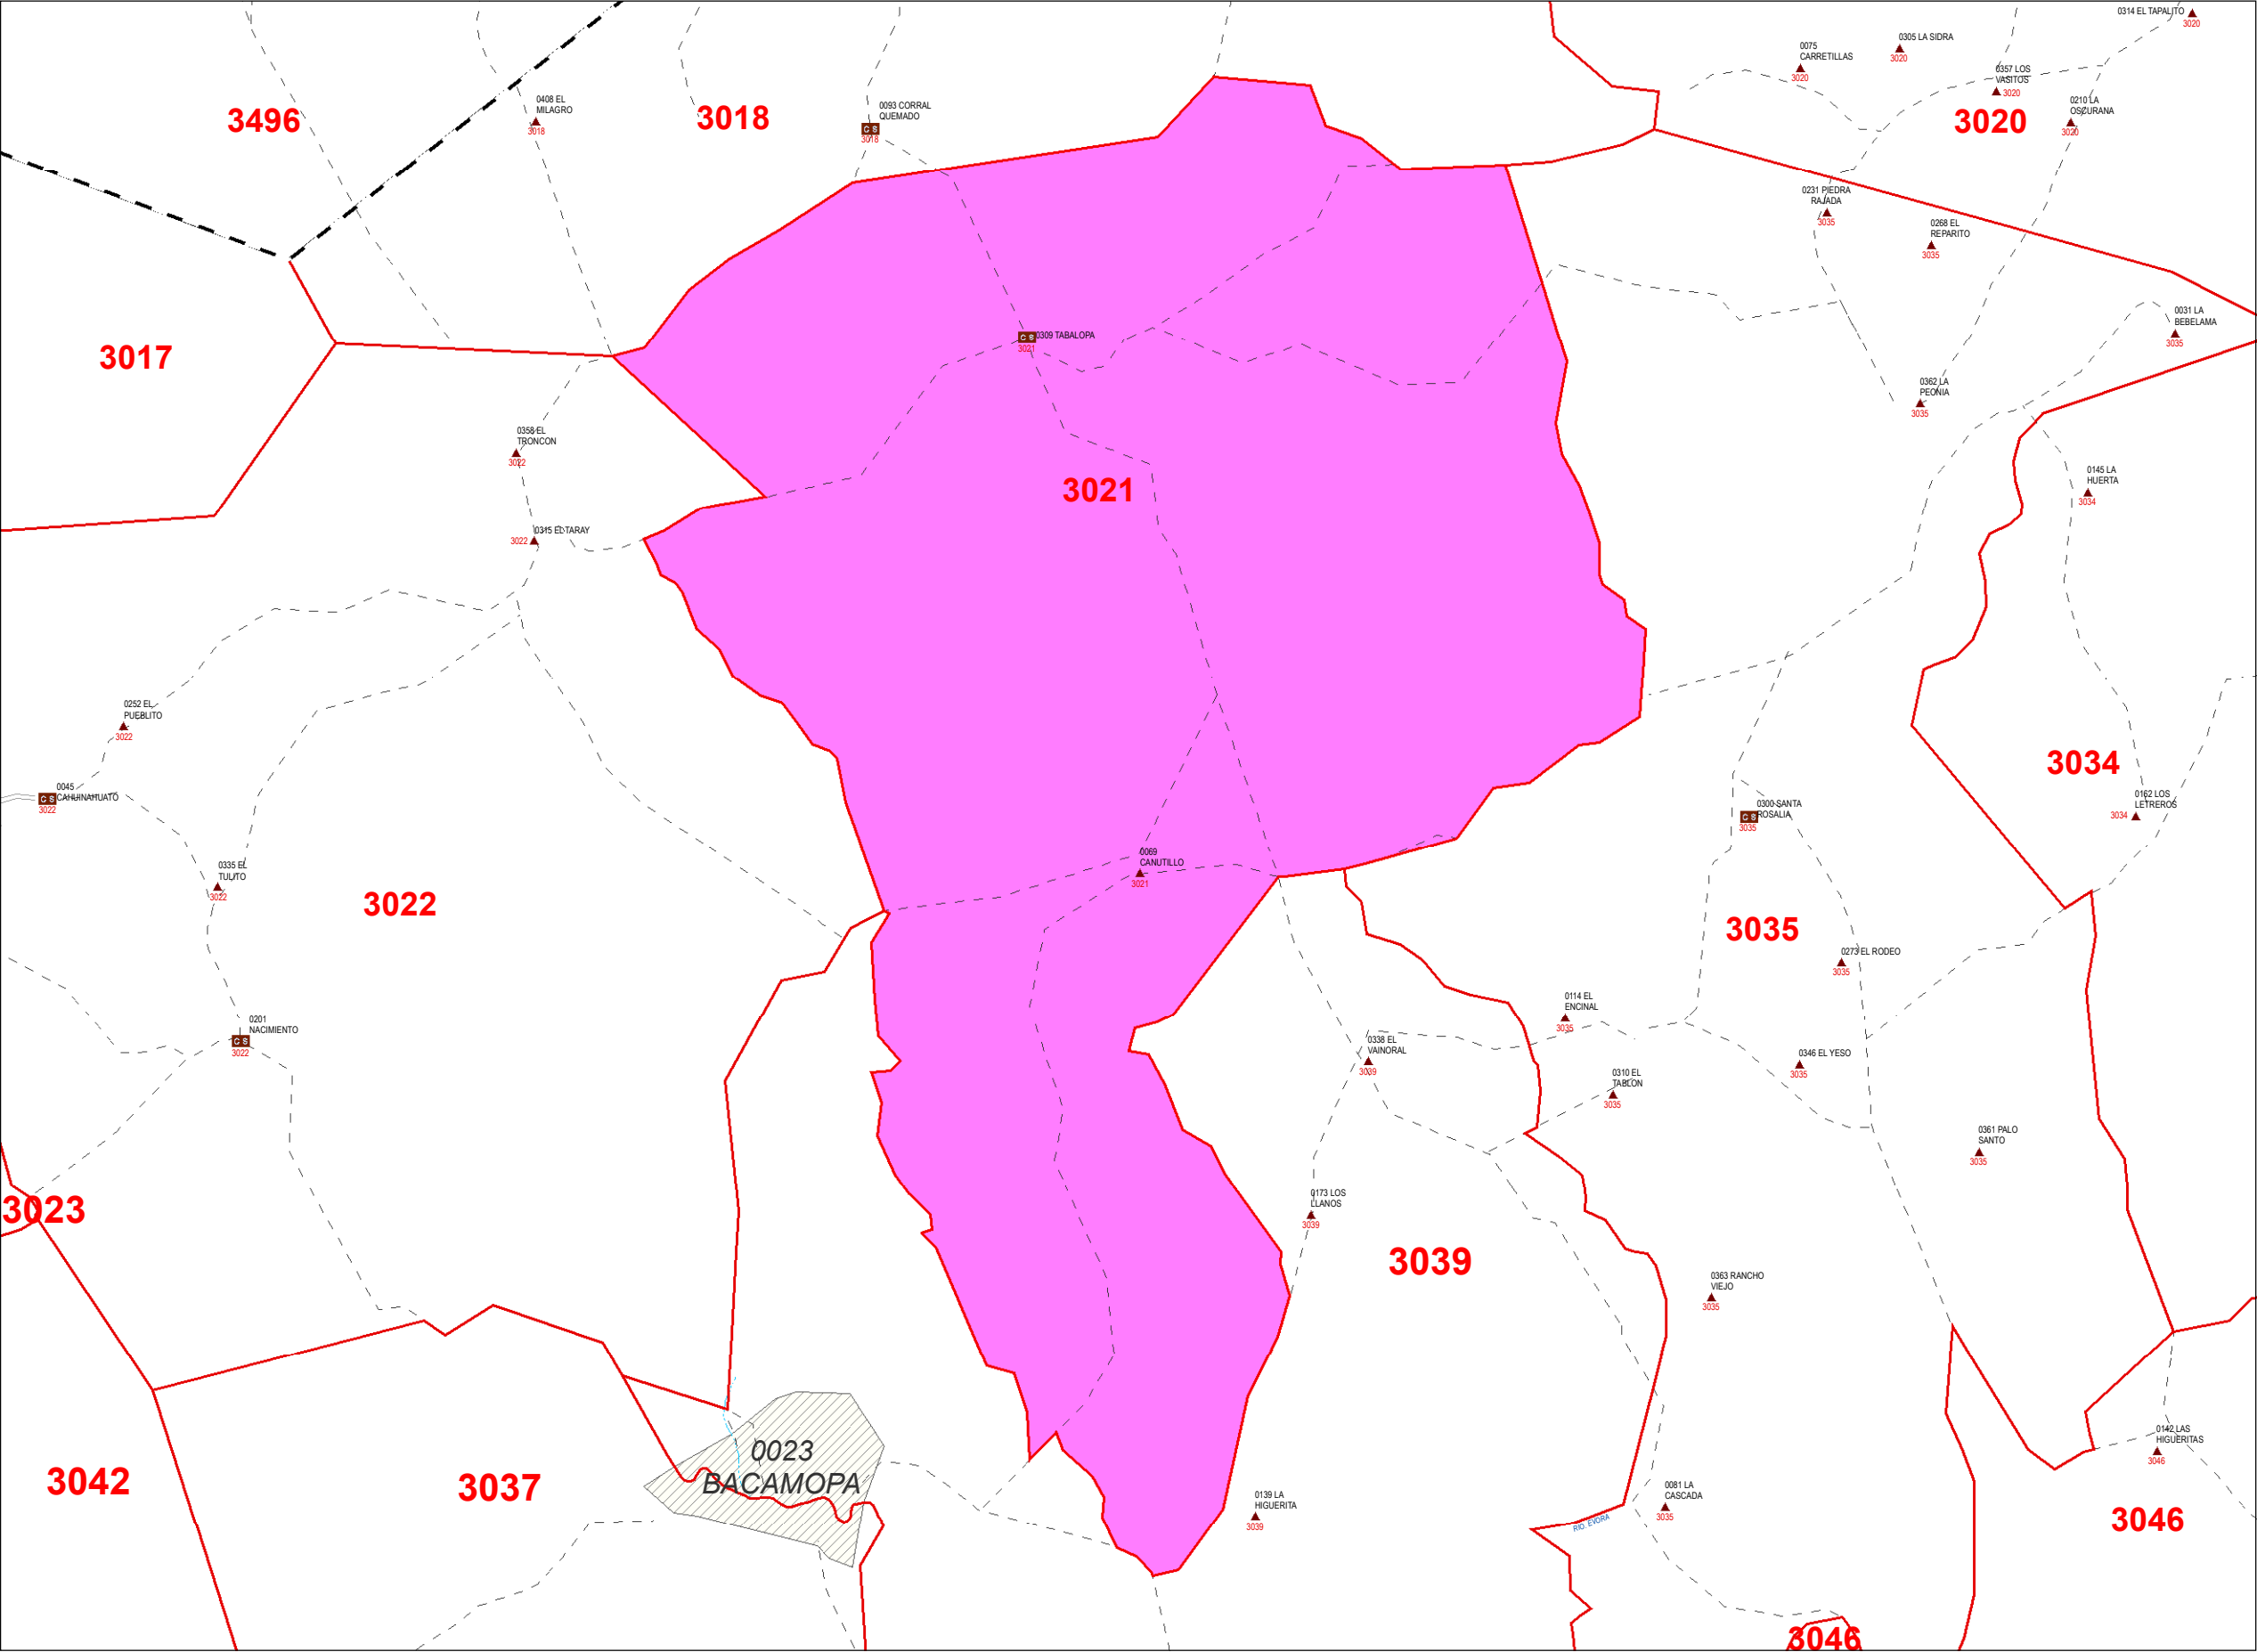 0314 EL TAPALITO
3020
0305 LA SIDRA
3020
0075
CARRETILLAS
3020
0357 LOS
VASITOS
3020
0210 LA
OSCURANA
3020
3020
3496
0408 EL
MILAGRO
3018
3018
0093 CORRAL
QUEMADO
C S
3018
0231 PIEDRA
RAJADA
3035
0268 EL
REPARITO
3035
0031 LA
BEBELAMA
3035
3017
C S
0309 TABALOPA
3021
0362 LA
PEONIA
3035
0358 EL
TRONCON
3022
3021
0145 LA
HUERTA
3034
0315 EL TARAY
3022
0252 EL
PUEBLITO
3022
3034
0045
CAHUINAHUATO
C S
3022
0162 LOS
LETREROS
3034
0300 SANTA
ROSALIA
C S
3035
0335 EL
TULITO
3022
0069
CANUTILLO
3021
3022
3035
0273 EL RODEO
3035
0201
NACIMIENTO
C S
3022
0114 EL
ENCINAL
3035
0338 EL
VAINORAL
3039
0346 EL YESO
3035
0310 EL
TABLON
3035
0361 PALO
SANTO
3035
3023
0173 LOS
LLANOS
3039
3039
0363 RANCHO
VIEJO
3035
0023
BACAMOPA
3042
3037
0139 LA
HIGUERITA
3039
0081 LA
CASCADA
3035
RIO. EVORA
0142 LAS
HIGUERITAS
3046
3046
3046